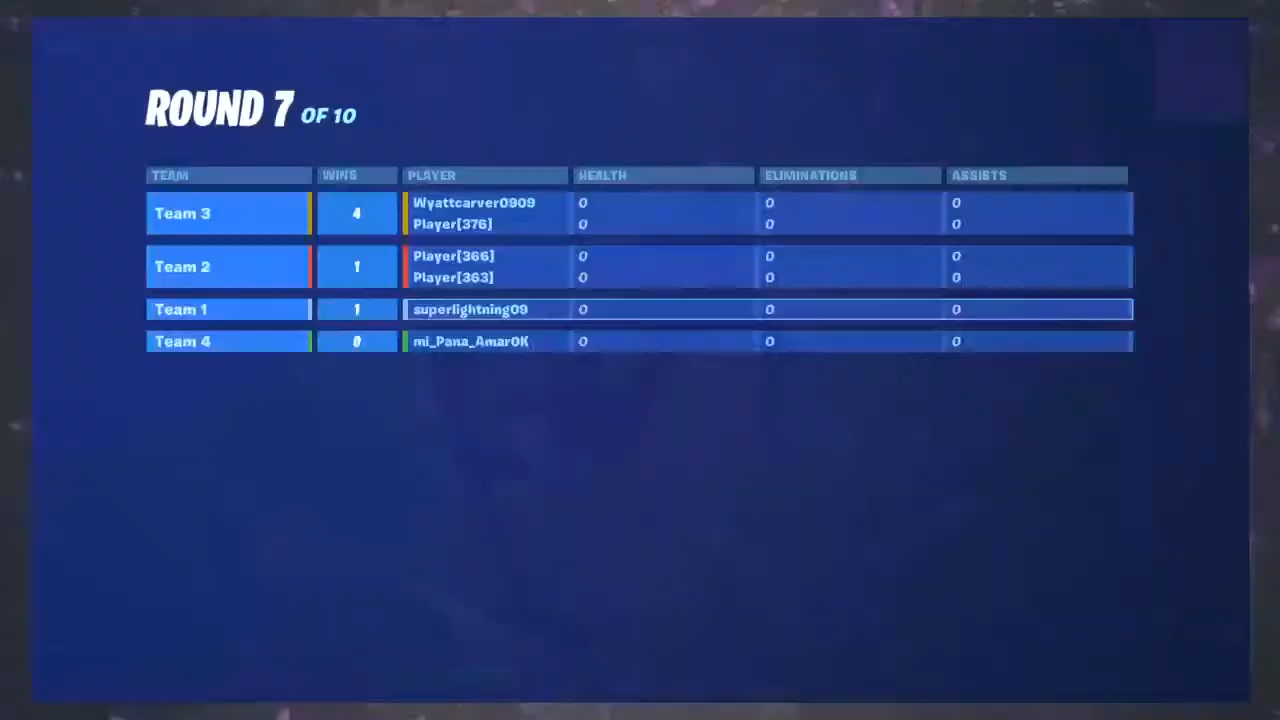 ROUND 7 OF 10
TEAM WINS PLAYER HEALTH ELIMINATIONS ASSISTS
Team 3 4 Wyattcarver0909 0 0 0
Player[376] 0 0 0
Team 2 1 Player[366] 0 0 0
Player[363] 0 0 0
Team 1 1 superlightning09 0 0 0
Team 4 0 mi_Pana_AmarOK 0 0 0